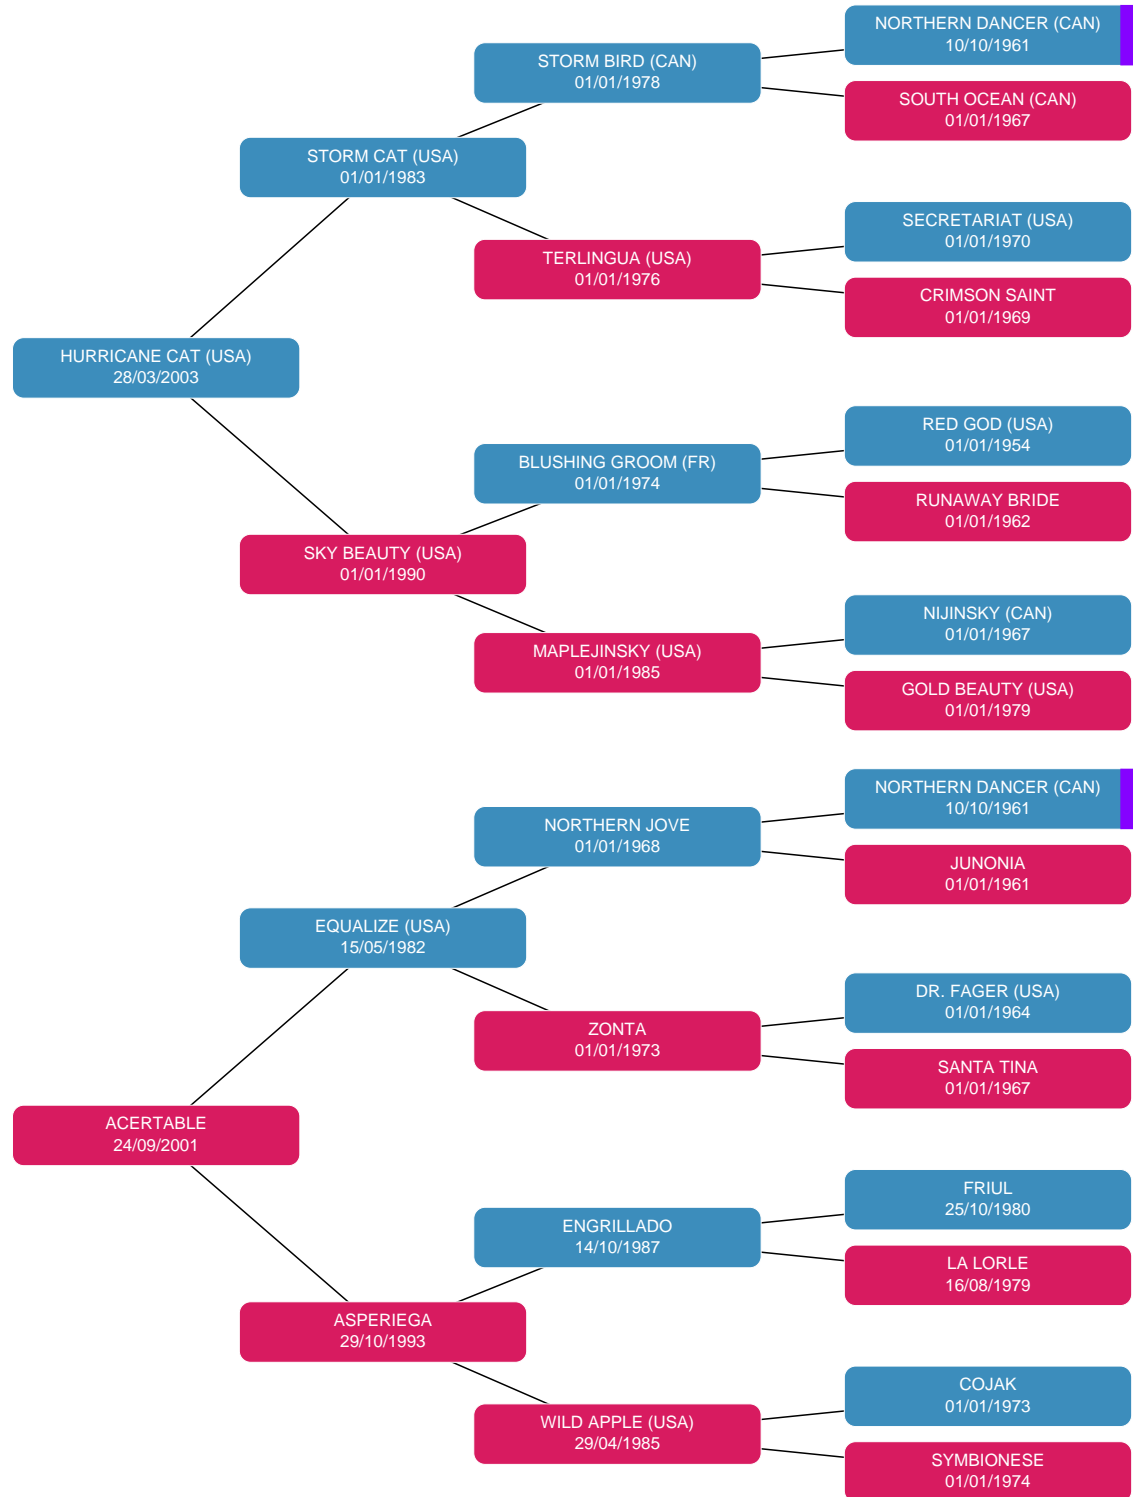 NORTHERN DANCER (CAN)
10/10/1961
STORM BIRD (CAN)
01/01/1978
SOUTH OCEAN (CAN)
01/01/1967
STORM CAT (USA)
01/01/1983
SECRETARIAT (USA)
01/01/1970
TERLINGUA (USA)
01/01/1976
CRIMSON SAINT
01/01/1969
HURRICANE CAT (USA)
28/03/2003
RED GOD (USA)
01/01/1954
BLUSHING GROOM (FR)
01/01/1974
RUNAWAY BRIDE
01/01/1962
SKY BEAUTY (USA)
01/01/1990
NIJINSKY (CAN)
01/01/1967
MAPLEJINSKY (USA)
01/01/1985
GOLD BEAUTY (USA)
01/01/1979
NORTHERN DANCER (CAN)
10/10/1961
NORTHERN JOVE
01/01/1968
JUNONIA
01/01/1961
EQUALIZE (USA)
15/05/1982
DR. FAGER (USA)
01/01/1964
ZONTA
01/01/1973
SANTA TINA
01/01/1967
ACERTABLE
24/09/2001
FRIUL
25/10/1980
ENGRILLADO
14/10/1987
LA LORLE
16/08/1979
ASPERIEGA
29/10/1993
COJAK
01/01/1973
WILD APPLE (USA)
29/04/1985
SYMBIONESE
01/01/1974